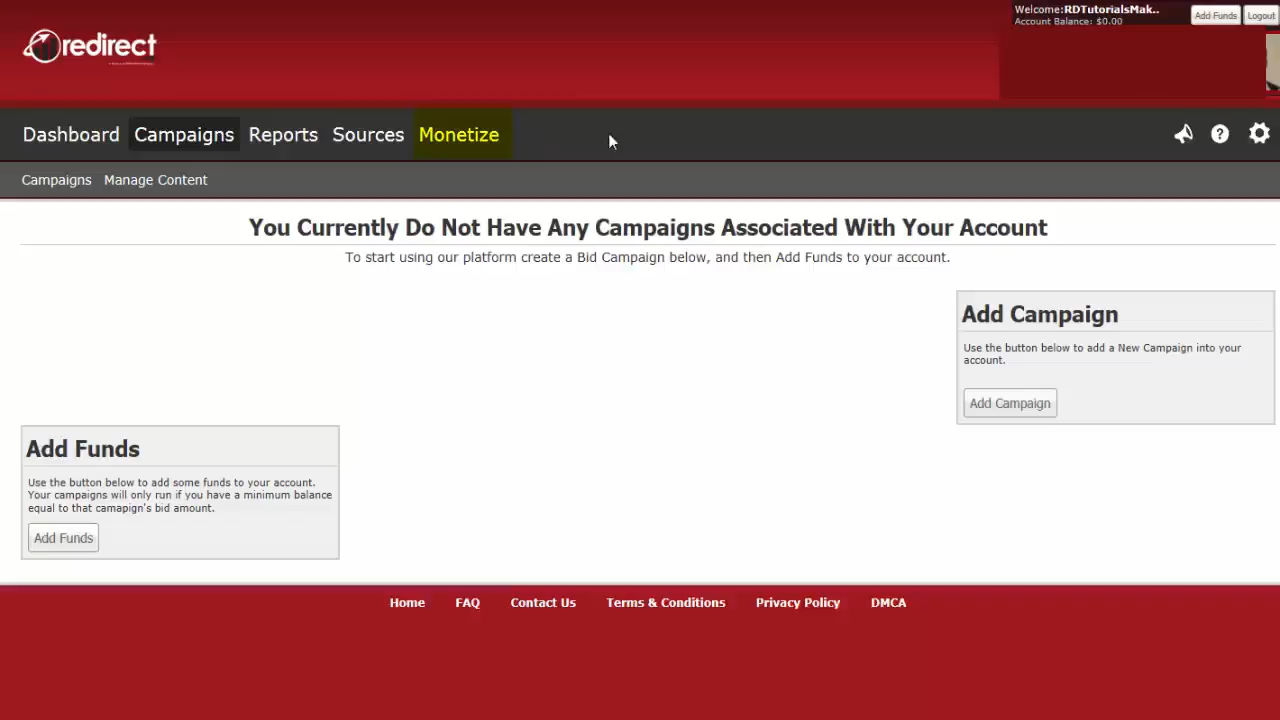 Welcome:RDTutorialsMak..
Account Balance: $0.00
Add Funds
Logout
redirect
Dashboard
Campaigns
Reports
Sources
Monetize
Campaigns
Manage Content
You Currently Do Not Have Any Campaigns Associated With Your Account
To start using our platform create a Bid Campaign below, and then Add Funds to your account.
Add Campaign
Use the button below to add a New Campaign into your
account.
Add Campaign
Add Funds
Use the button below to add some funds to your account.
Your campaigns will only run if you have a minimum balance
equal to that camapign's bid amount.
Add Funds
Home
FAQ
Contact Us
Terms & Conditions
Privacy Policy
DMCA